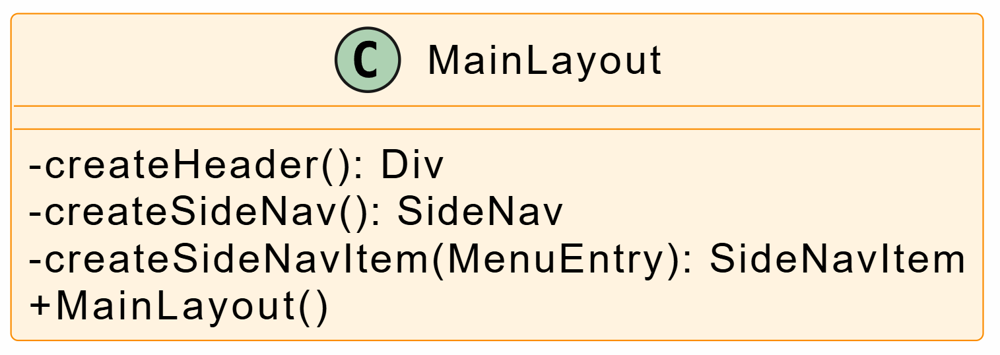 C MainLayout
-createHeader(): Div
-createSideNav(): SideNav
-createSideNavItem(MenuEntry): SideNavItem
+MainLayout()